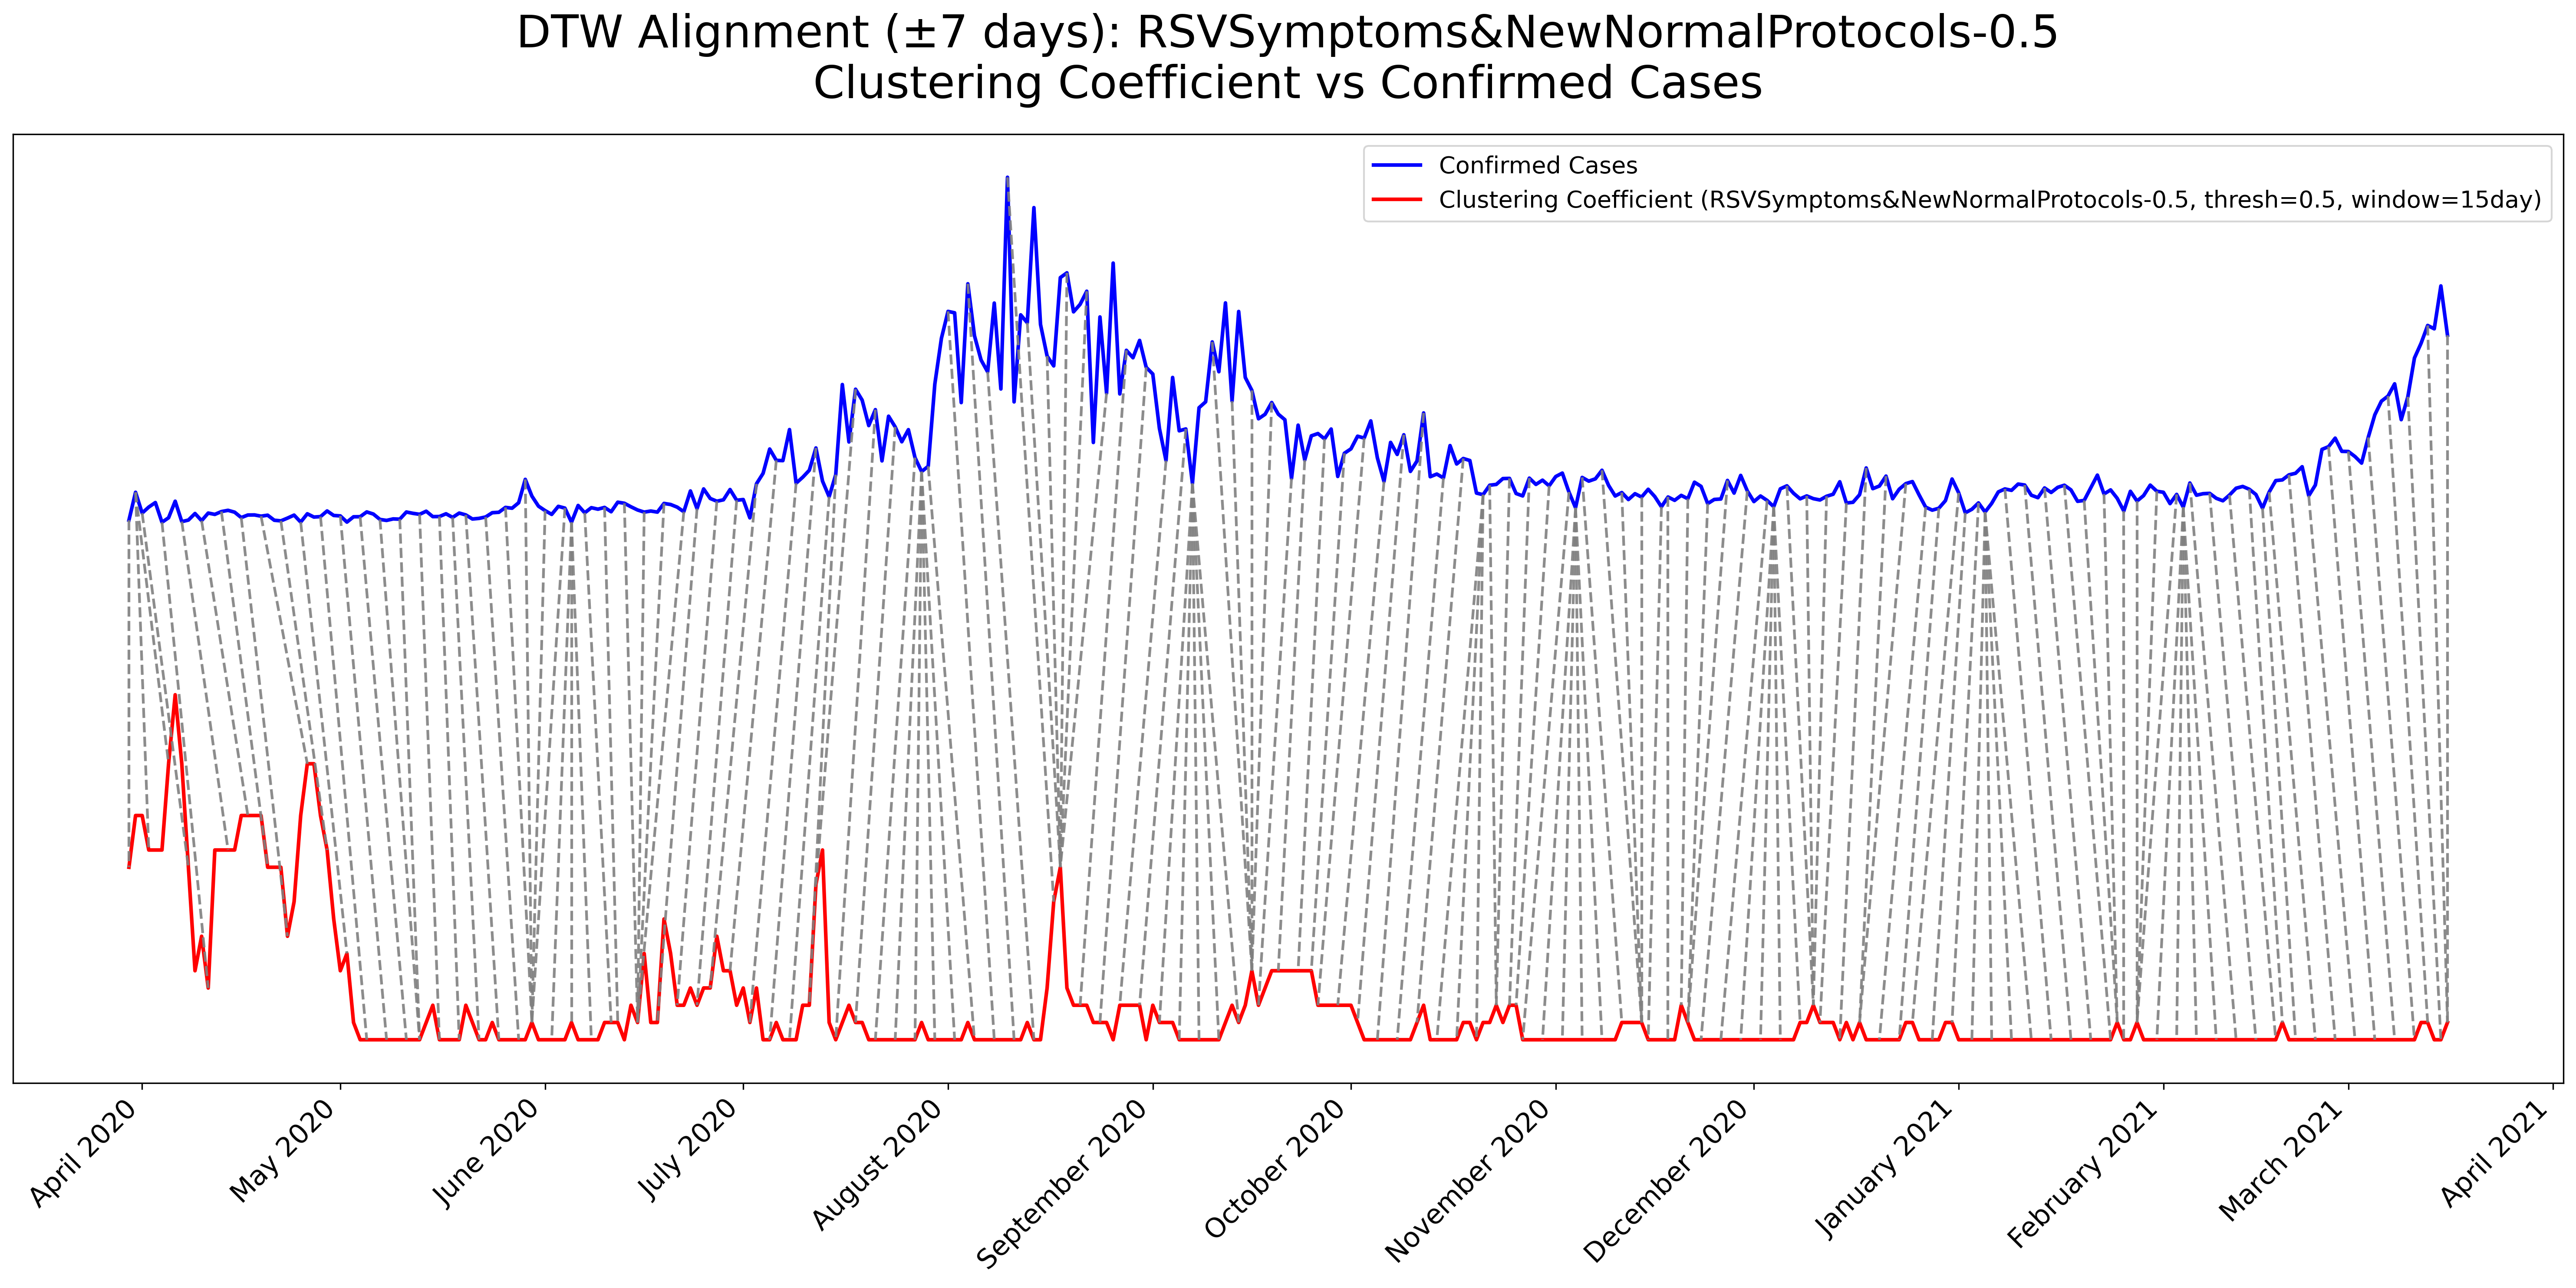 DTW Alignment (±7 days): RSVSymptoms&NewNormalProtocols-0.5
Clustering Coefficient vs Confirmed Cases
Confirmed Cases
Clustering Coefficient (RSVSymptoms&NewNormalProtocols-0.5, thresh=0.5, window=15day)
April 2020
May 2020
June 2020
July 2020
August 2020
September 2020
October 2020
November 2020
December 2020
January 2021
February 2021
March 2021
April 2021